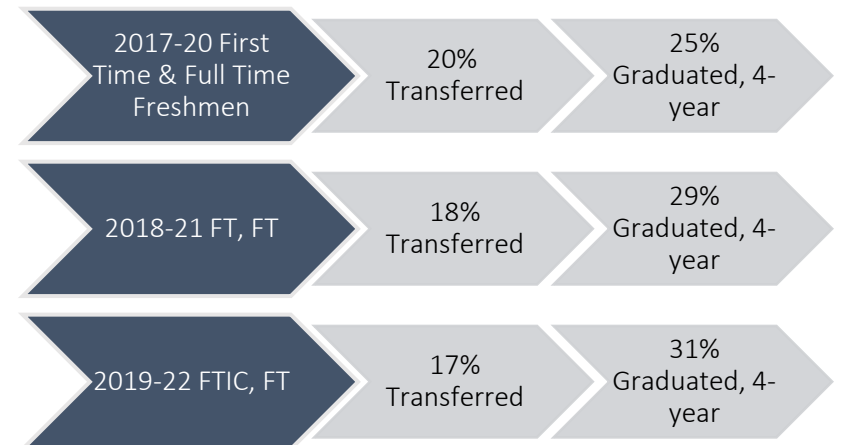 2017-20 First
Time & Full Time
Freshmen
20%
Transferred
25%
Graduated, 4-
year
2018-21 FT, FT
18%
Transferred
29%
Graduated, 4-
year
2019-22 FTIC, FT
17%
Transferred
31%
Graduated, 4-
year